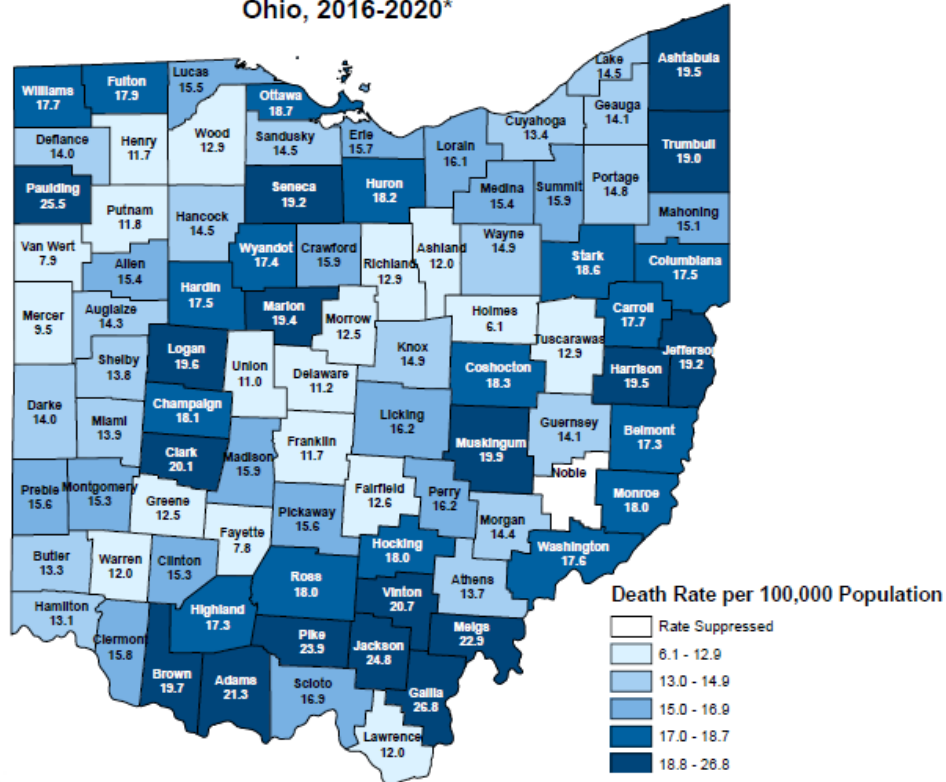 Ohio, 2016-2020*
Williams
17.7
Fulton
17.9
Lucas
15.5
Ottawa
18.7
Lake
14.5
Ashtabula
19.5
Geauga
14.1
Cuyahoga
13.4
Defiance
14.0
Henry
11.7
Wood
12.9
Sandusky
14.5
Erie
15.7
Lorain
16.1
Trumbull
19.0
Paulding
25.5
Putnam
11.8
Hancock
14.5
Seneca
19.2
Huron
18.2
Medina
15.4
Summit
15.9
Portage
14.8
Mahoning
15.1
Van Wert
7.9
Allen
15.4
Wyandot
17.4
Crawford
15.9
Richland
12.9
Ashland
12.0
Wayne
14.9
Stark
18.6
Columbiana
17.5
Mercer
9.5
Auglaize
14.3
Hardin
17.5
Marion
19.4
Morrow
12.5
Holmes
6.1
Tuscarawas
12.9
Carroll
17.7
Jefferson
19.2
Shelby
13.8
Logan
19.6
Union
11.0
Delaware
11.2
Knox
14.9
Coshocton
18.3
Harrison
19.5
Darke
14.0
Miami
13.9
Champaign
18.1
Licking
16.2
Guernsey
14.1
Belmont
17.3
Clark
20.1
Madison
15.9
Franklin
11.7
Muskingum
19.9
Noble
Monroe
18.0
Preble
15.6
Montgomery
15.3
Greene
12.5
Fayette
7.8
Pickaway
15.6
Fairfield
12.6
Perry
16.2
Morgan
14.4
Washington
17.6
Butler
13.3
Warren
12.0
Clinton
15.3
Ross
18.0
Hocking
18.0
Athens
13.7
Vinton
20.7
Hamilton
13.1
Clermont
15.8
Highland
17.3
Pike
23.9
Jackson
24.8
Meigs
22.9
Brown
19.7
Adams
21.3
Scioto
16.9
Gallia
26.8
Lawrence
12.0
Death Rate per 100,000 Population
Rate Suppressed
6.1 - 12.9
13.0 - 14.9
15.0 - 16.9
17.0 - 18.7
18.8 - 26.8